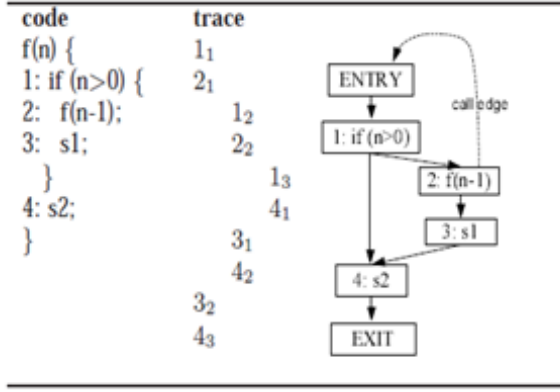 code trace
f(n) { 1₁
1: if (n>0) { 2₁
2: f(n-1); 1₂
3: s1; 2₂
} 1₃
4: s2; 4₁
} 3₁
4₂
3₂
4₃
ENTRY
call edge
1: if (n>0)
2: f(n-1)
3: s1
4: s2
EXIT